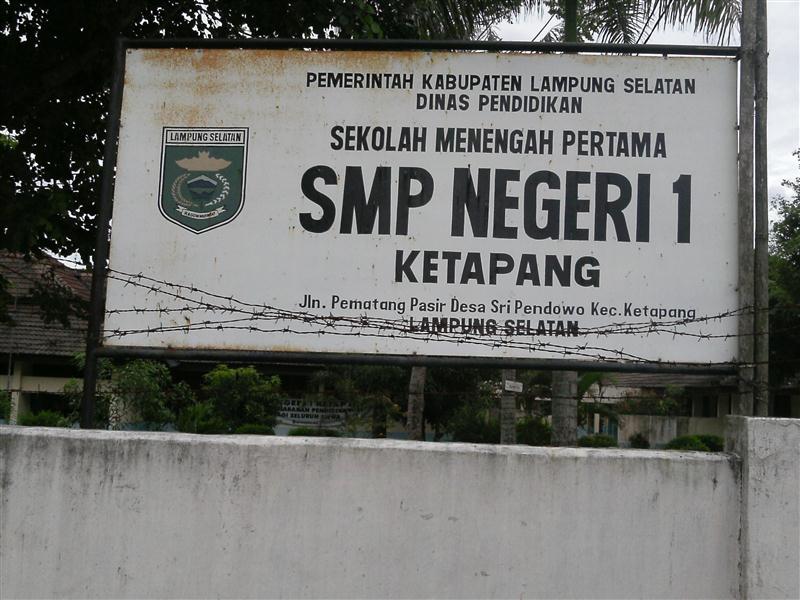 PEMERINTAH KABUPATEN LAMPUNG SELATAN
DINAS PENDIDIKAN
LAMPUNG SELATAN
SEKOLAH MENENGAH PERTAMA
SMP NEGERI 1
KETAPANG
Jln. Pematang Pasir Desa Sri Pendowo Kec. Ketapang
LAMPUNG SELATAN